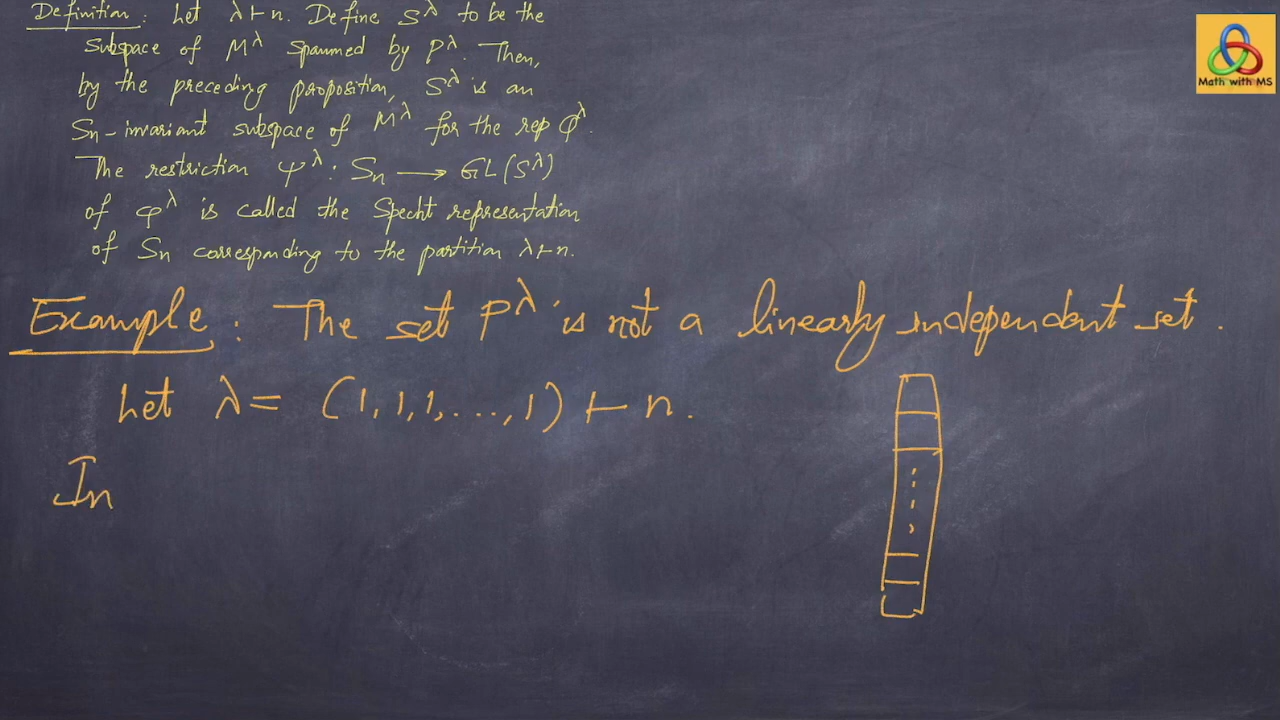 Definition: Let λ⊢n. Define S^λ to be the
subspace of M^λ spanned by P^λ. Then,
by the preceding proposition, S^λ is an
Sn-invariant subspace of M^λ for the rep φ^λ.
The restriction ψ^λ: Sn ⟶ GL(S^λ)
of φ^λ is called the Specht representation
of Sn corresponding to the partition λ⊢n.
Example: The set P^λ is not a linearly independent set.
Let λ = (1,1,1,...,1) ⊢ n.
In
Math with MS